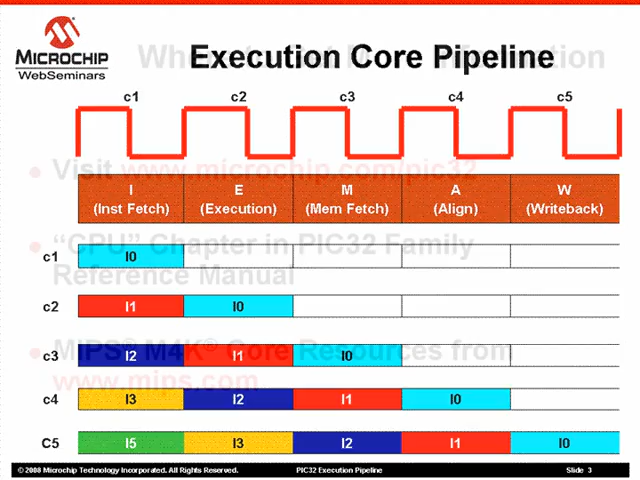 MICROCHIP
WebSeminars
Execution Core Pipeline
c1 c2 c3 c4 c5
Visit www.microchip.com/pic32
I E M A W
(Inst Fetch) (Execution) (Mem Fetch) (Align) (Writeback)
"CPU" Chapter in PIC32 Family
Reference Manual
c1 I0
c2 I1 I0
MIPS® M4K® Core Resources from
www.mips.com
c3 I2 I1 I0
c4 I3 I2 I1 I0
C5 I5 I3 I2 I1 I0
© 2008 Microchip Technology Incorporated. All Rights Reserved. PIC32 Execution Pipeline Slide 3